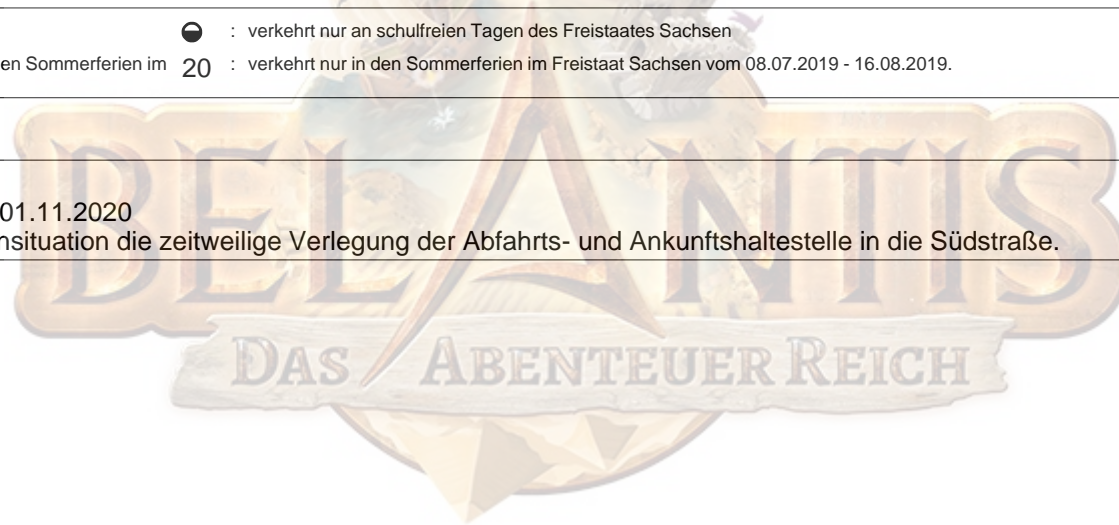 : verkehrt nur an schulfreien Tagen des Freistaates Sachsen
en Sommerferien im 20 : verkehrt nur in den Sommerferien im Freistaat Sachsen vom 08.07.2019 - 16.08.2019.
01.11.2020
nsituation die zeitweilige Verlegung der Abfahrts- und Ankunftshaltestelle in die Südstraße.
BELANTIS
DAS ABENTEUER REICH